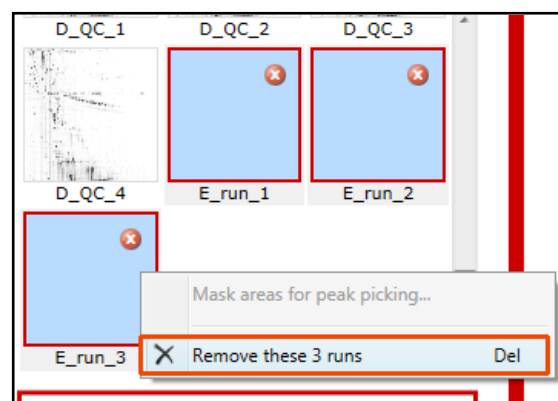 D_QC_1 D_QC_2 D_QC_3
D_QC_4 E_run_1 E_run_2
E_run_3
Mask areas for peak picking...
Remove these 3 runs Del